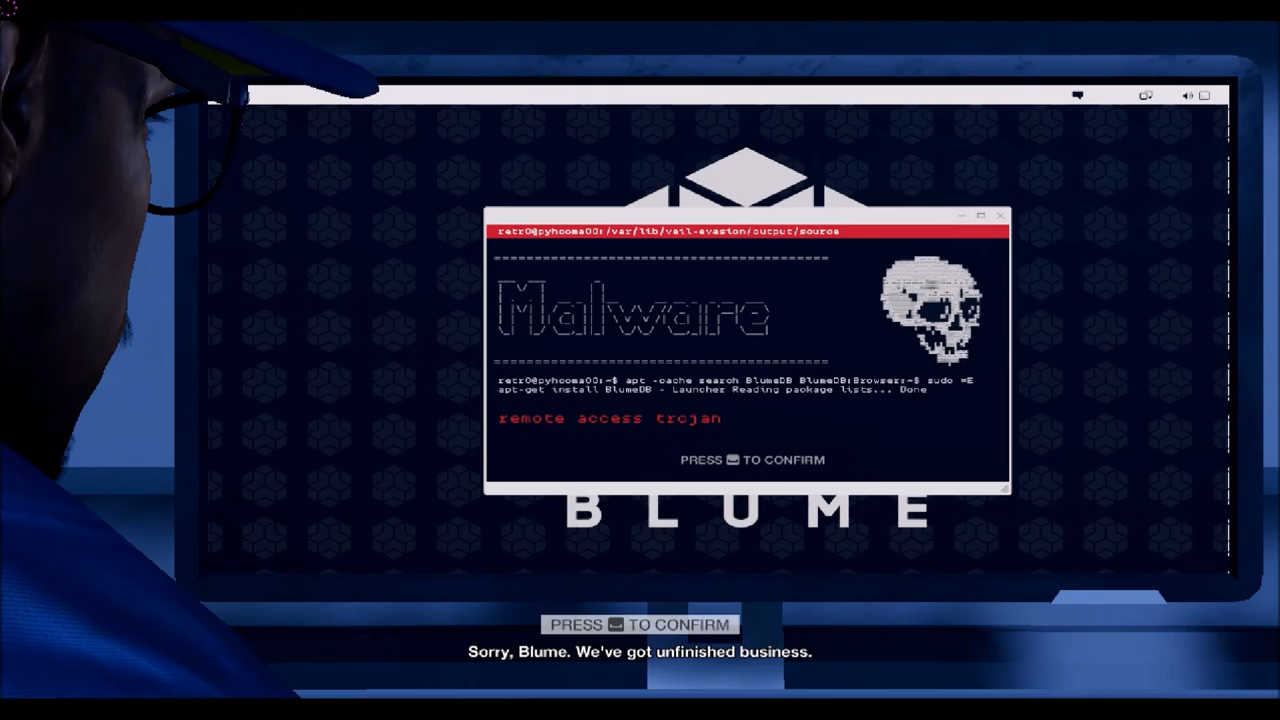 retr0@pyhooma00:/var/lib/veil-evasion/output/source
Malware
retr0@pyhooma00:~$ apt -cache search BlumeDB BlumeDB:Browser:~$ sudo =E
apt-get install BlumeDB - Launcher Reading package lists... Done
remote access trojan
PRESS TO CONFIRM
BLUME
PRESS TO CONFIRM
Sorry, Blume. We've got unfinished business.